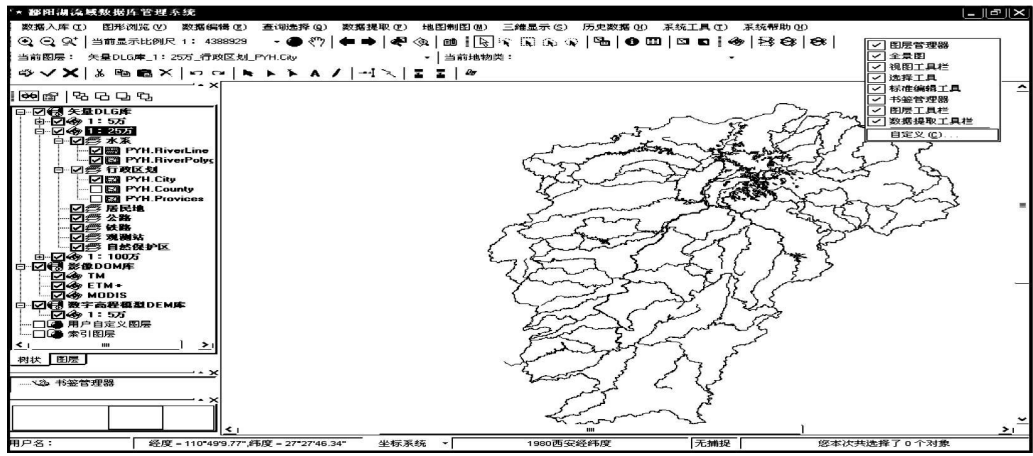 鄱阳湖流域数据库管理系统
数据入库(I) 图形浏览(V) 数据编辑(E) 查询选择(Q) 数据提取(F) 地图制图(M) 三维显示(S) 历史数据(H) 系统工具(T) 系统帮助(H)
当前显示比例尺 1: 4388929
当前图层: 矢量DLG库_1:25万_行政区划_PYH.City 当前地物类:
图层管理器
全景图
视图工具栏
选择工具
标准编辑工具
书签管理器
图层工具栏
数据提取工具栏
自定义(C)...
矢量DLG库
1:5万
1:25万
水系
PYH.RiverLine
PYH.RiverPolyg
行政区划
PYH.City
PYH.County
PYH.Provices
居民地
公路
铁路
观测站
自然保护区
1:100万
影像DOM库
TM
ETM+
MODIS
数字高程模型DEM库
1:5万
用户自定义图层
索引图层
树状 图层
书签管理器
用户名: 经度 = 110°49'9.77",纬度 = 27°27'46.34" 坐标系统 1980西安经纬度 无捕捉 您本次共选择了 0 个对象